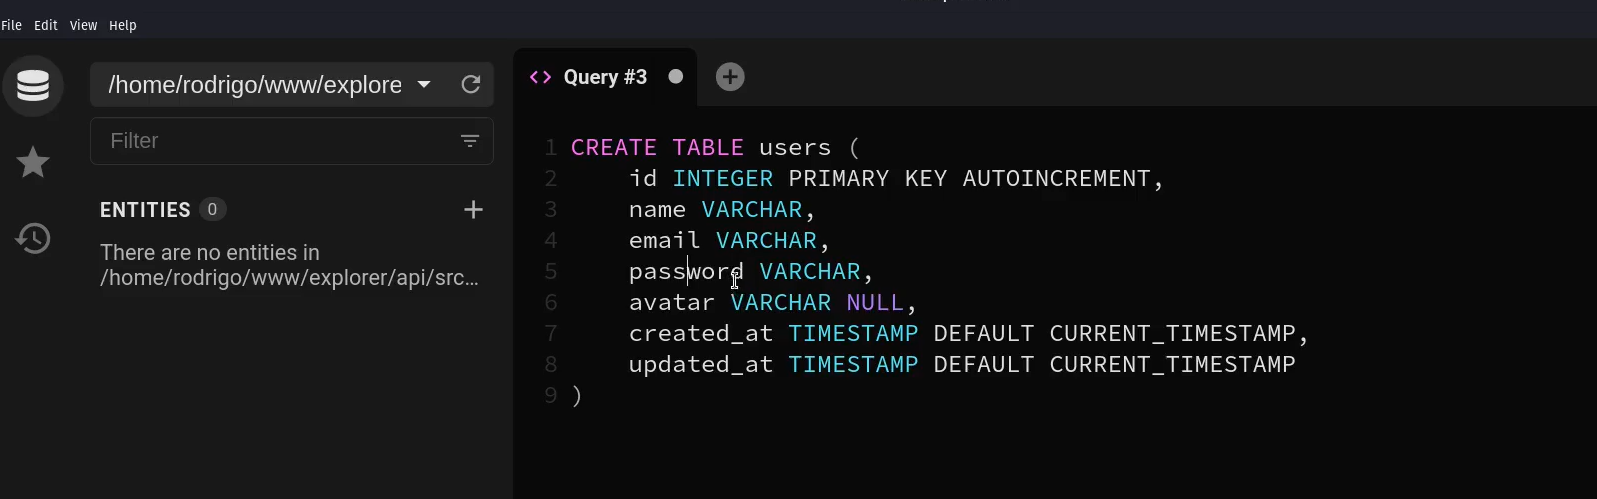 File Edit View Help
/home/rodrigo/www/explore
Filter
ENTITIES 0
There are no entities in
/home/rodrigo/www/explorer/api/src...
Query #3
1 CREATE TABLE users (
2 id INTEGER PRIMARY KEY AUTOINCREMENT,
3 name VARCHAR,
4 email VARCHAR,
5 password VARCHAR,
6 avatar VARCHAR NULL,
7 created_at TIMESTAMP DEFAULT CURRENT_TIMESTAMP,
8 updated_at TIMESTAMP DEFAULT CURRENT_TIMESTAMP
9 )